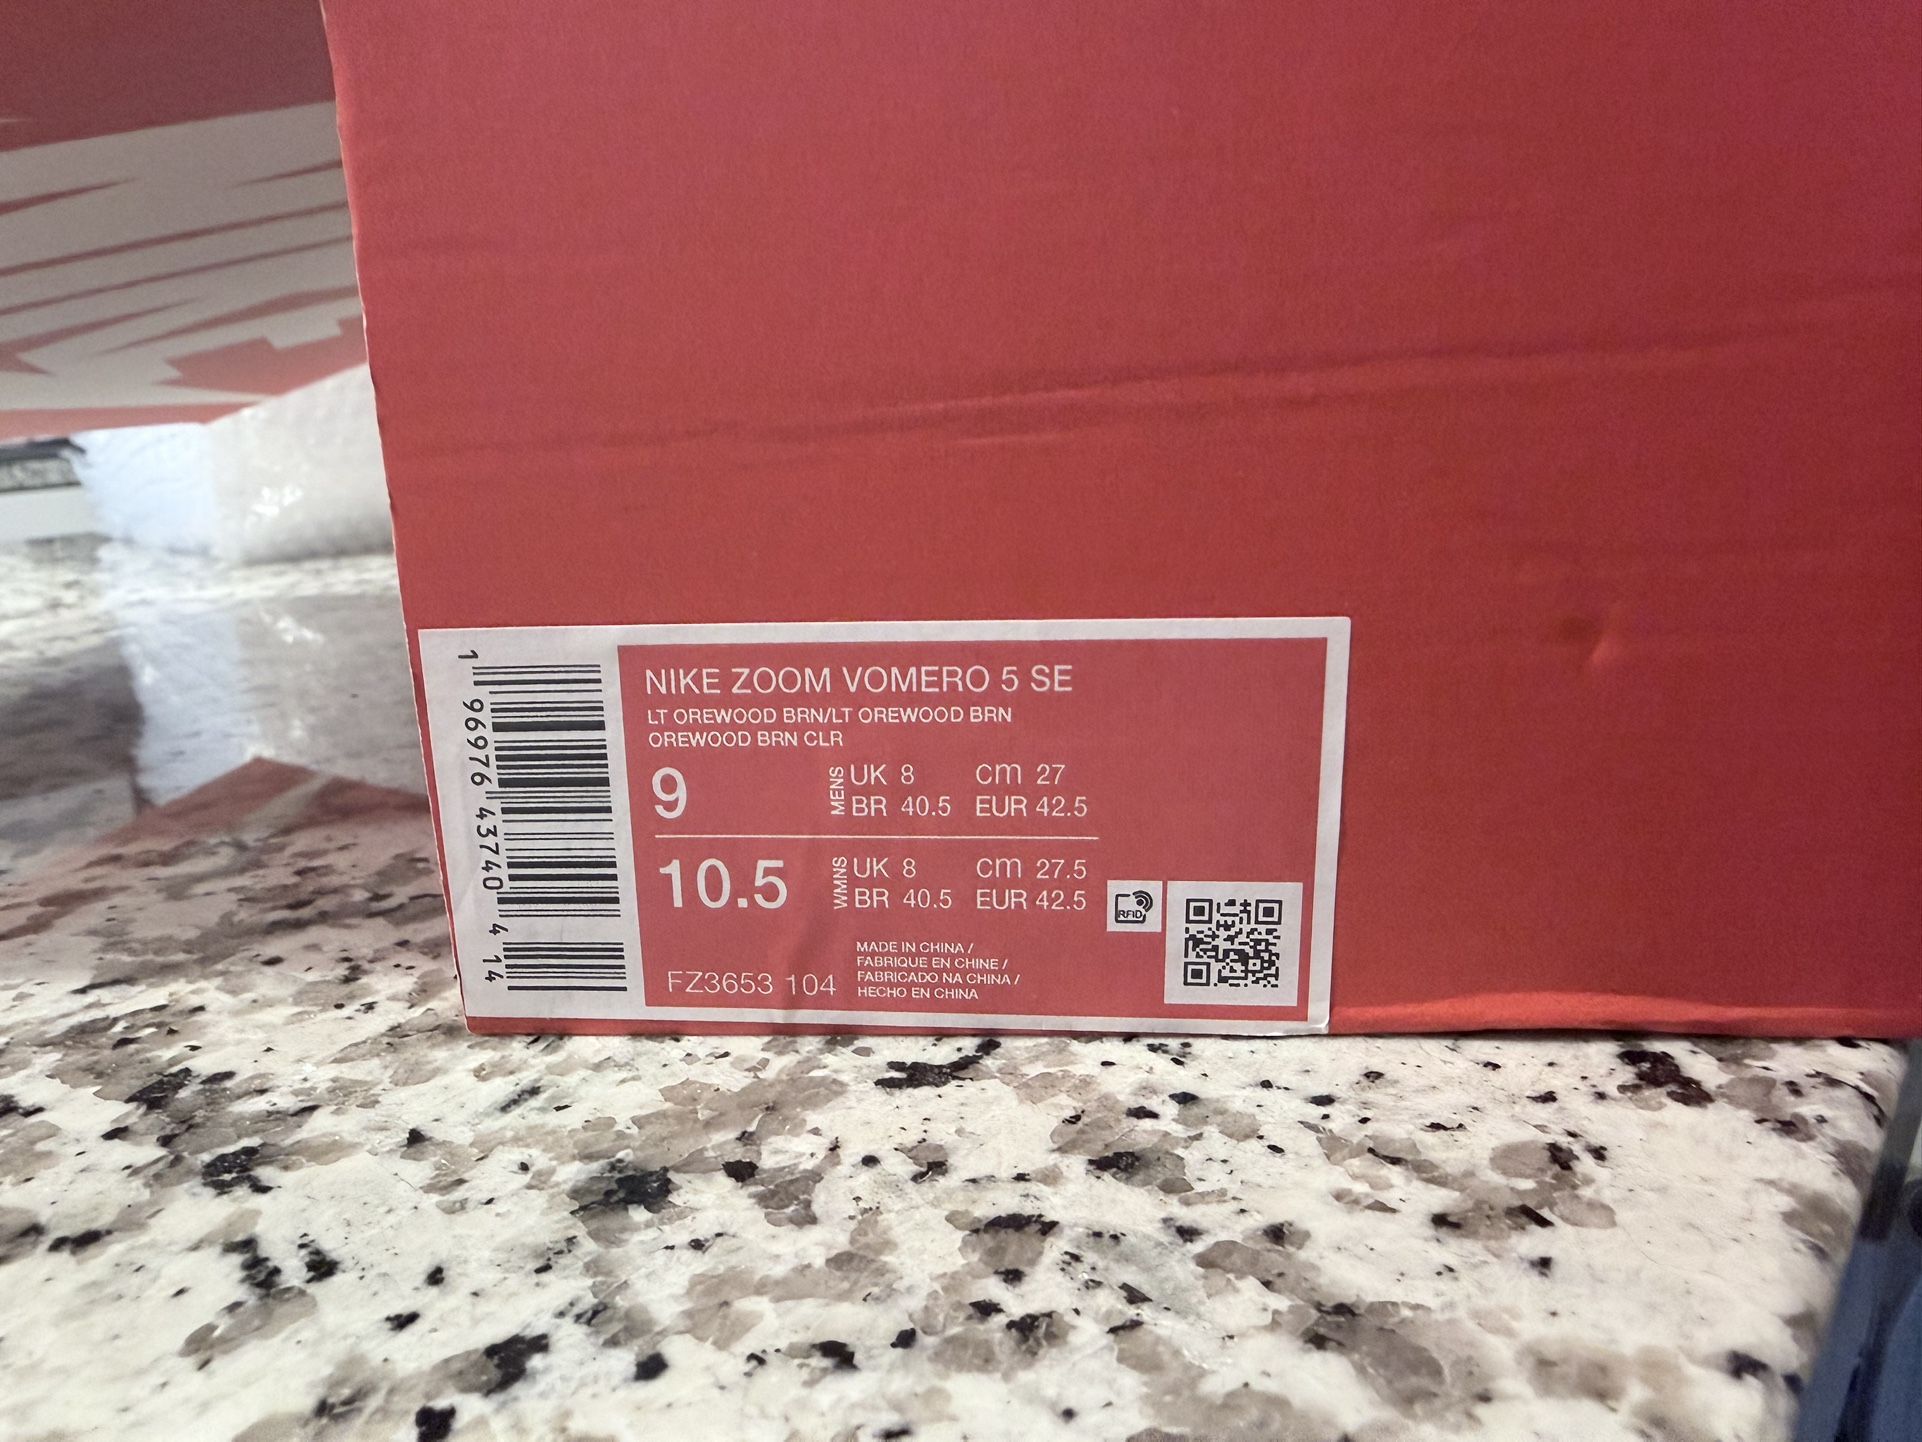 NIKE ZOOM VOMERO 5 SE
LT OREWOOD BRN/LT OREWOOD BRN
OREWOOD BRN CLR
9 MENS UK 8 cm 27
BR 40.5 EUR 42.5
10.5 WMNS UK 8 cm 27.5
BR 40.5 EUR 42.5
RFID
MADE IN CHINA /
FABRIQUE EN CHINE /
FABRICADO NA CHINA /
HECHO EN CHINA
FZ3653 104
1 96976 43740 4 14